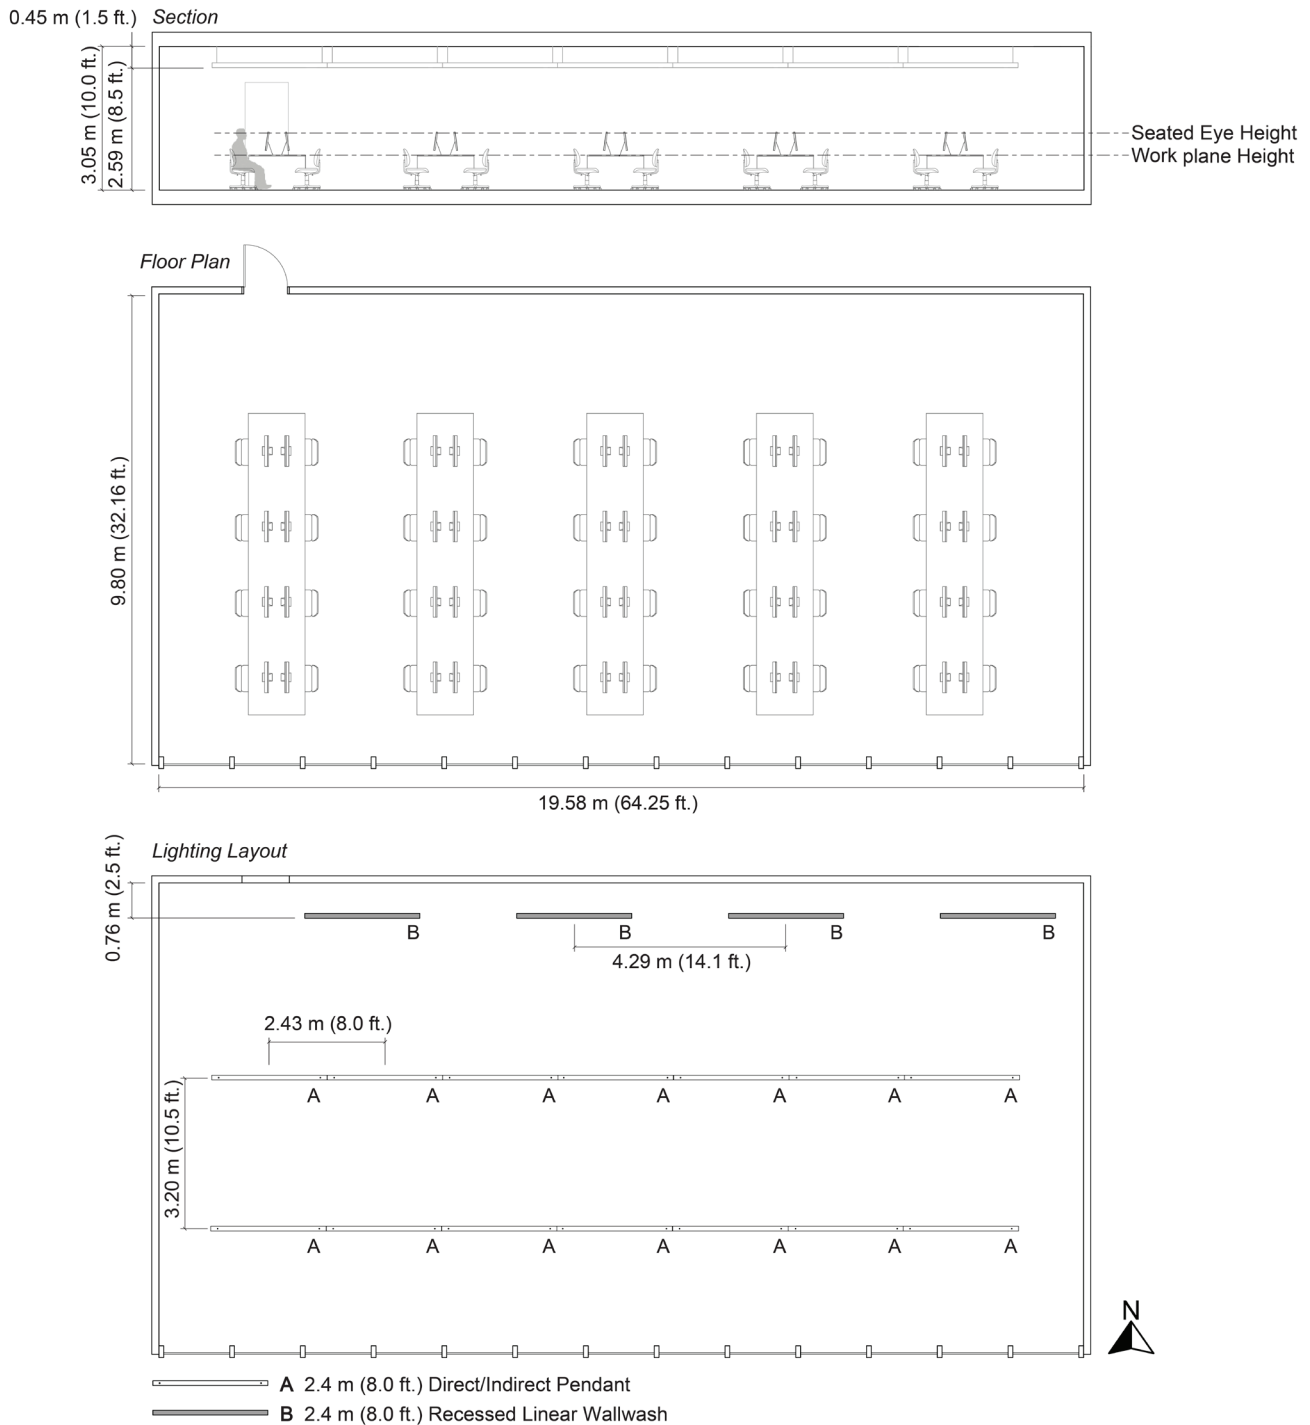 0.45 m (1.5 ft.) Section
3.05 m (10.0 ft.)
2.59 m (8.5 ft.)
Seated Eye Height
Work plane Height
Floor Plan
9.80 m (32.16 ft.)
19.58 m (64.25 ft.)
Lighting Layout
0.76 m (2.5 ft.)
B B B B
4.29 m (14.1 ft.)
2.43 m (8.0 ft.)
A A A A A A A
3.20 m (10.5 ft.)
A A A A A A A
N
A 2.4 m (8.0 ft.) Direct/Indirect Pendant
B 2.4 m (8.0 ft.) Recessed Linear Wallwash